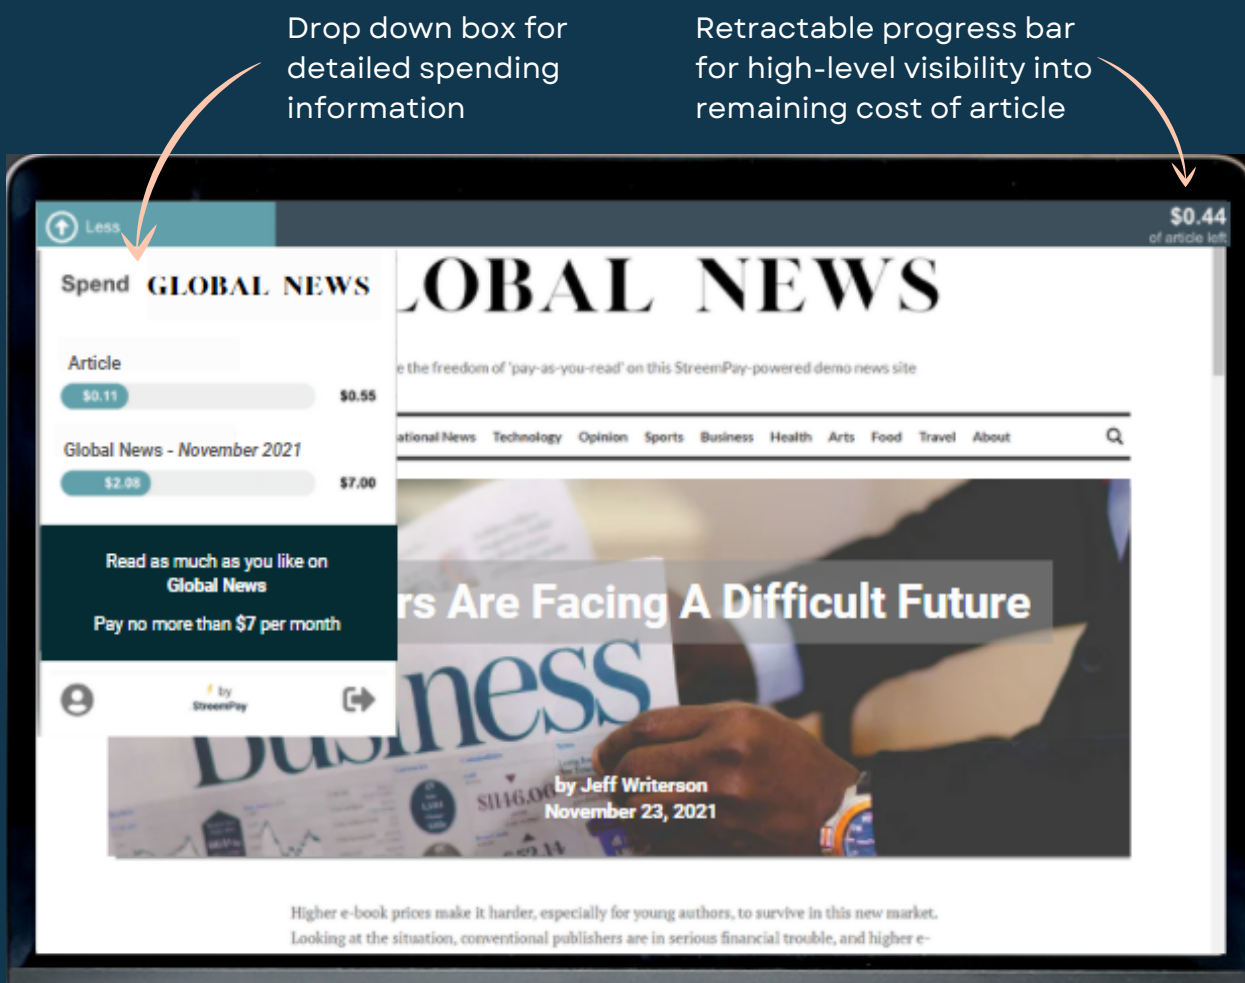 Drop down box for
detailed spending
information
Retractable progress bar
for high-level visibility into
remaining cost of article
Less
$0.44
of article left
Spend GLOBAL NEWS
Article
$0.11 $0.55
Global News - November 2021
$2.08 $7.00
Read as much as you like on
Global News
Pay no more than $7 per month
by
StreemPay
LOBAL NEWS
e the freedom of 'pay-as-you-read' on this StreemPay-powered demo news site
ational News Technology Opinion Sports Business Health Arts Food Travel About
rs Are Facing A Difficult Future
Business
$1146.00
by Jeff Writerson
November 23, 2021
Higher e-book prices make it harder, especially for young authors, to survive in this new market.
Looking at the situation, conventional publishers are in serious financial trouble, and higher e-